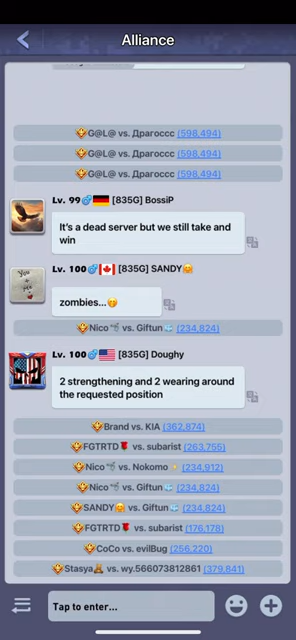 Alliance
G@L@ vs. Драгоссс (598,494)
G@L@ vs. Драгоссс (598,494)
G@L@ vs. Драгоссс (598,494)
Lv. 99 [835G] BossiP
It's a dead server but we still take and
win
Lv. 100 [835G] SANDY🤗
zombies...🤭
Nico vs. Giftun (234,824)
Lv. 100 [835G] Doughy
2 strengthening and 2 wearing around
the requested position
Brand vs. KIA (362,874)
FGTRTD🌹 vs. subarist (263,755)
Nico vs. Nokomo (234,912)
Nico vs. Giftun (234,824)
SANDY🤗 vs. Giftun (234,824)
FGTRTD🌹 vs. subarist (176,178)
CoCo vs. evilBug (256,220)
Stasya vs. wy.566073812861 (379,841)
Tap to enter...